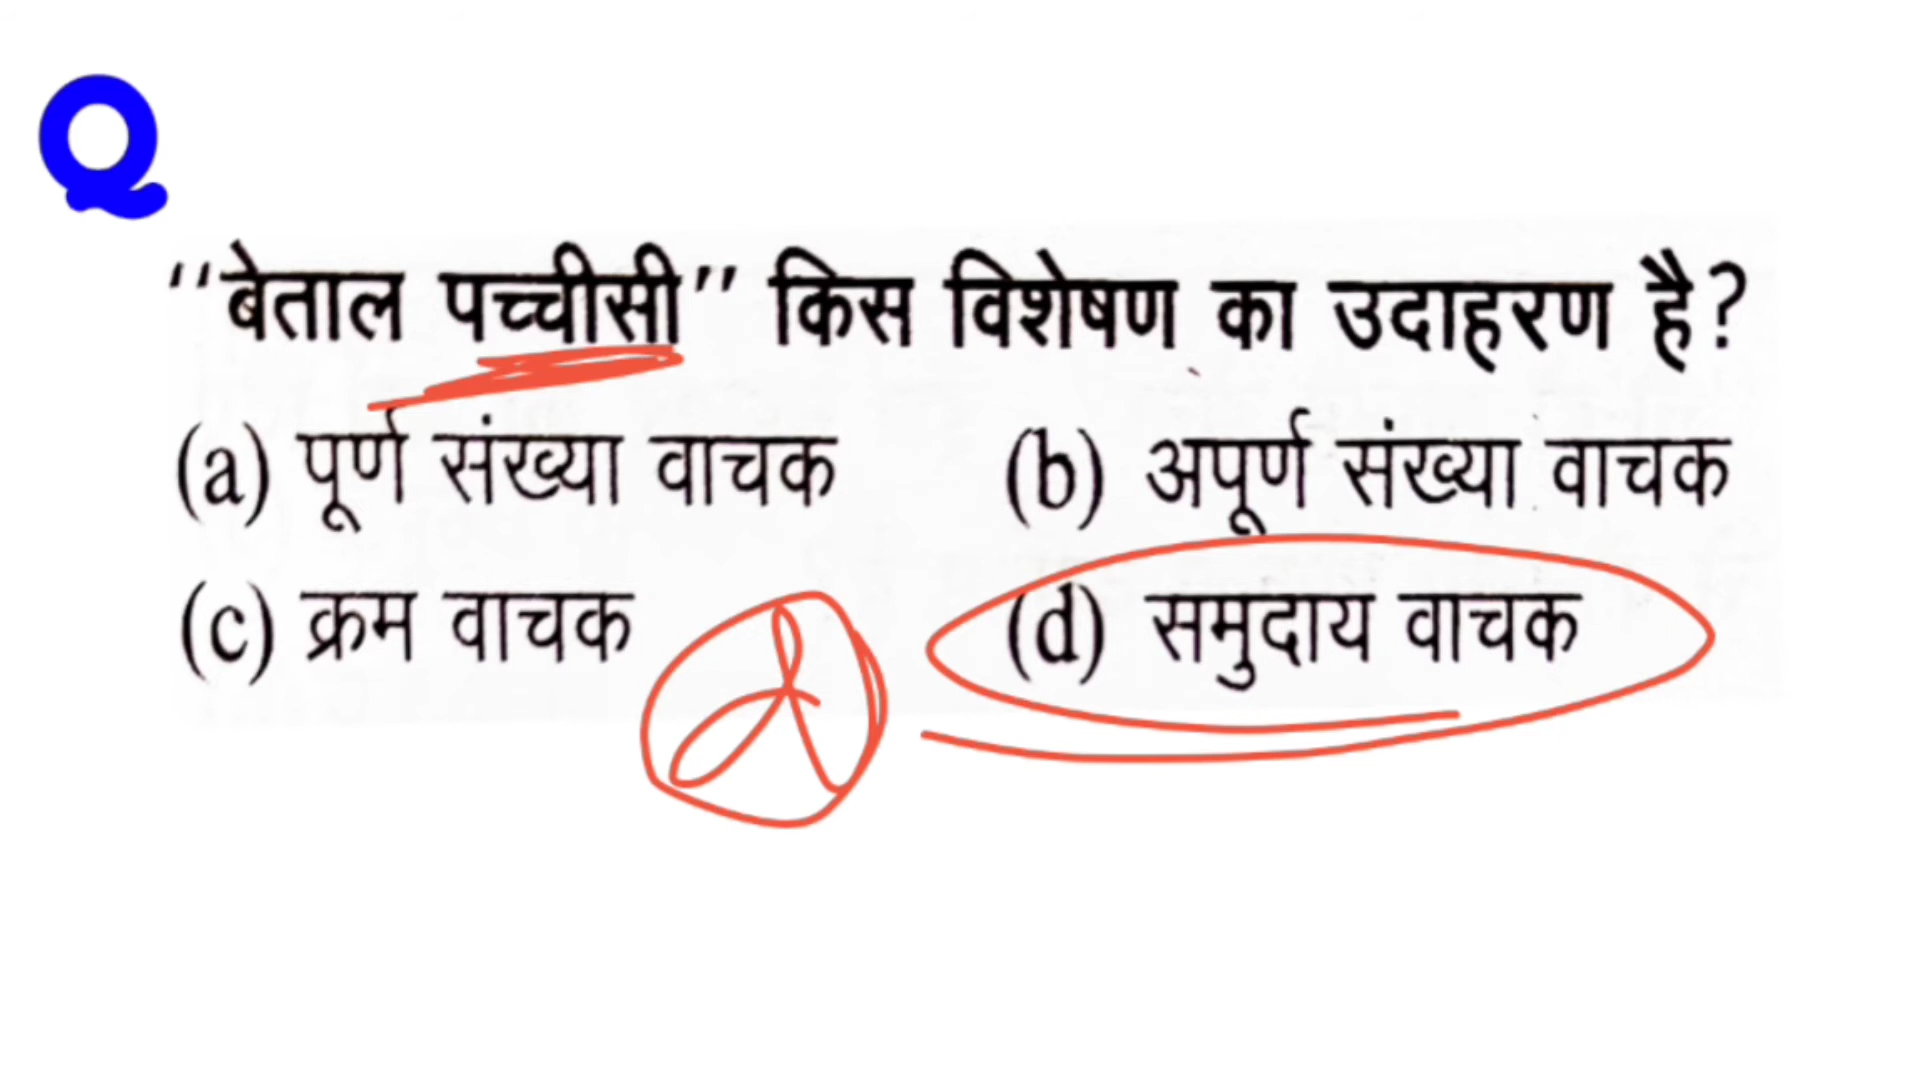 Q
“बेताल पच्चीसी” किस विशेषण का उदाहरण है?
(a) पूर्ण संख्या वाचक (b) अपूर्ण संख्या वाचक
(c) क्रम वाचक (d) समुदाय वाचक